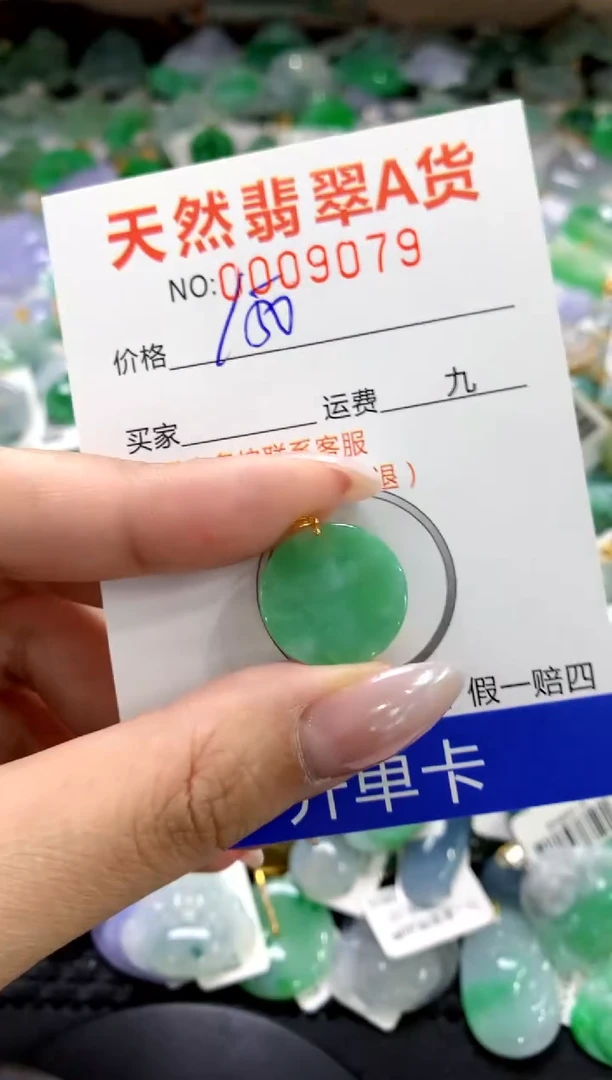 天然翡翠A货
NO:0009079
价格 150
买家 运费 九
联系客服
退）
假一赔四
开单卡